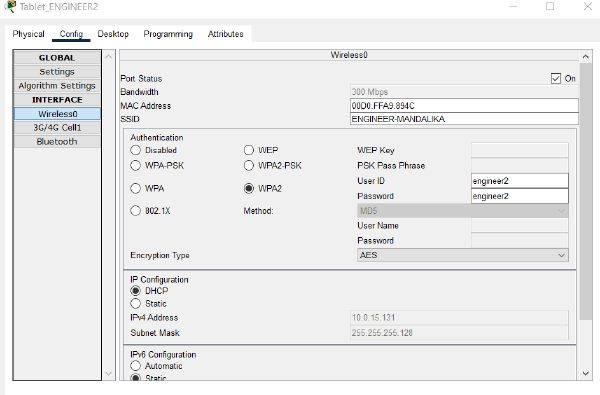 Tablet_ENGINEER2
Physical Config Desktop Programming Attributes
GLOBAL
Settings
Algorithm Settings
INTERFACE
Wireless0
3G/4G Cell1
Bluetooth
Wireless0
Port Status On
Bandwidth 300 Mbps
MAC Address 00D0.FFA9.894C
SSID ENGINEER-MANDALIKA
Authentication
Disabled WEP WEP Key
WPA-PSK WPA2-PSK PSK Pass Phrase
User ID engineer2
WPA WPA2 Password engineer2
802.1X Method: MD5
User Name
Password
Encryption Type AES
IP Configuration
DHCP
Static
IPv4 Address 10.0.15.131
Subnet Mask 255.255.255.128
IPv6 Configuration
Automatic
Static